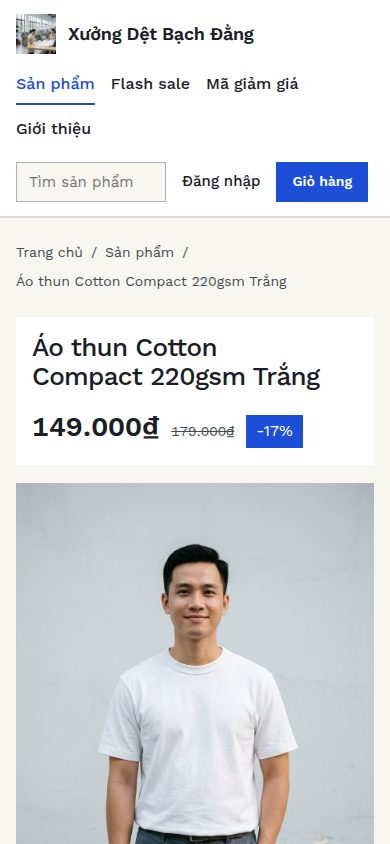 Xưởng Dệt Bạch Đằng
Sản phẩm Flash sale Mã giảm giá
Giới thiệu
Tìm sản phẩm Đăng nhập Giỏ hàng
Trang chủ / Sản phẩm /
Áo thun Cotton Compact 220gsm Trắng
Áo thun Cotton
Compact 220gsm Trắng
149.000₫ 179.000₫ -17%